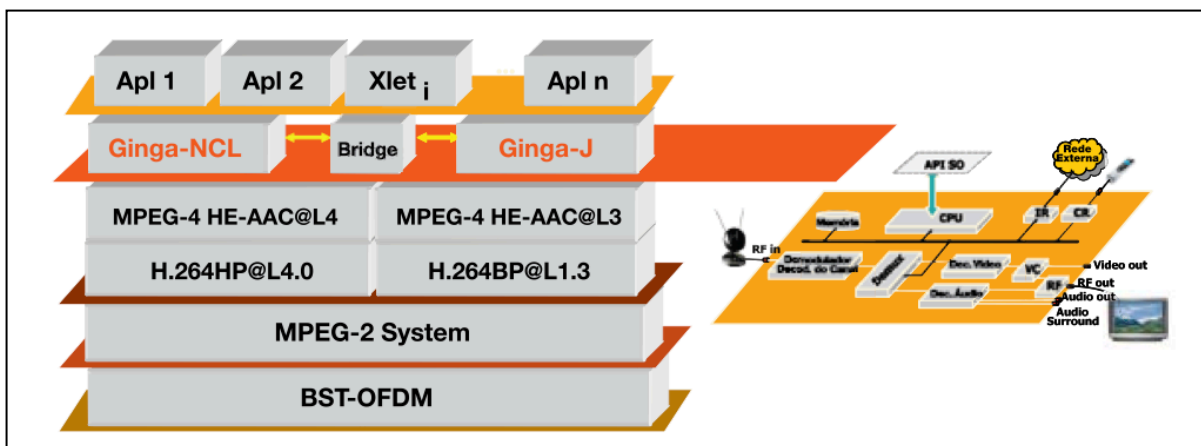 Apl 1
Apl 2
Xlet i
...
Apl n
Ginga-NCL
Bridge
Ginga-J
MPEG-4 HE-AAC@L4
MPEG-4 HE-AAC@L3
H.264HP@L4.0
H.264BP@L1.3
MPEG-2 System
BST-OFDM
API SO
Rede
Externa
CPU
IR
CR
Memória
RF in
Demodulador
Decod. do Canal
Demux
Dec. Vídeo
VC
Video out
Dec. Áudio
RF
RF out
Audio out
Audio
Surround